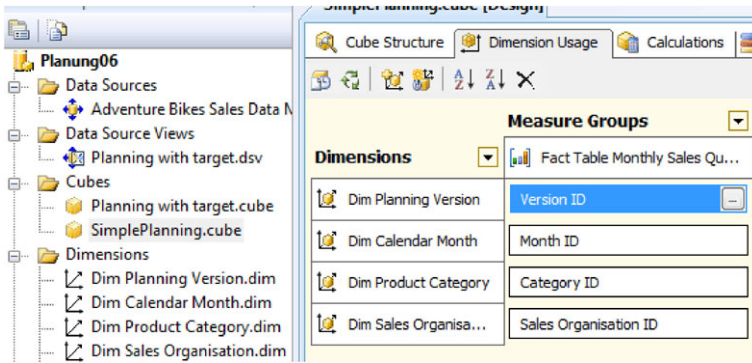 SimplePlanning.cube [Design]
Planung06
Data Sources
Adventure Bikes Sales Data
Data Source Views
Planning with target.dsv
Cubes
Planning with target.cube
SimplePlanning.cube
Dimensions
Dim Planning Version.dim
Dim Calendar Month.dim
Dim Product Category.dim
Dim Sales Organisation.dim
Cube Structure
Dimension Usage
Calculations
Measure Groups
Dimensions
Fact Table Monthly Sales Qu...
Dim Planning Version
Version ID
...
Dim Calendar Month
Month ID
Dim Product Category
Category ID
Dim Sales Organisa...
Sales Organisation ID